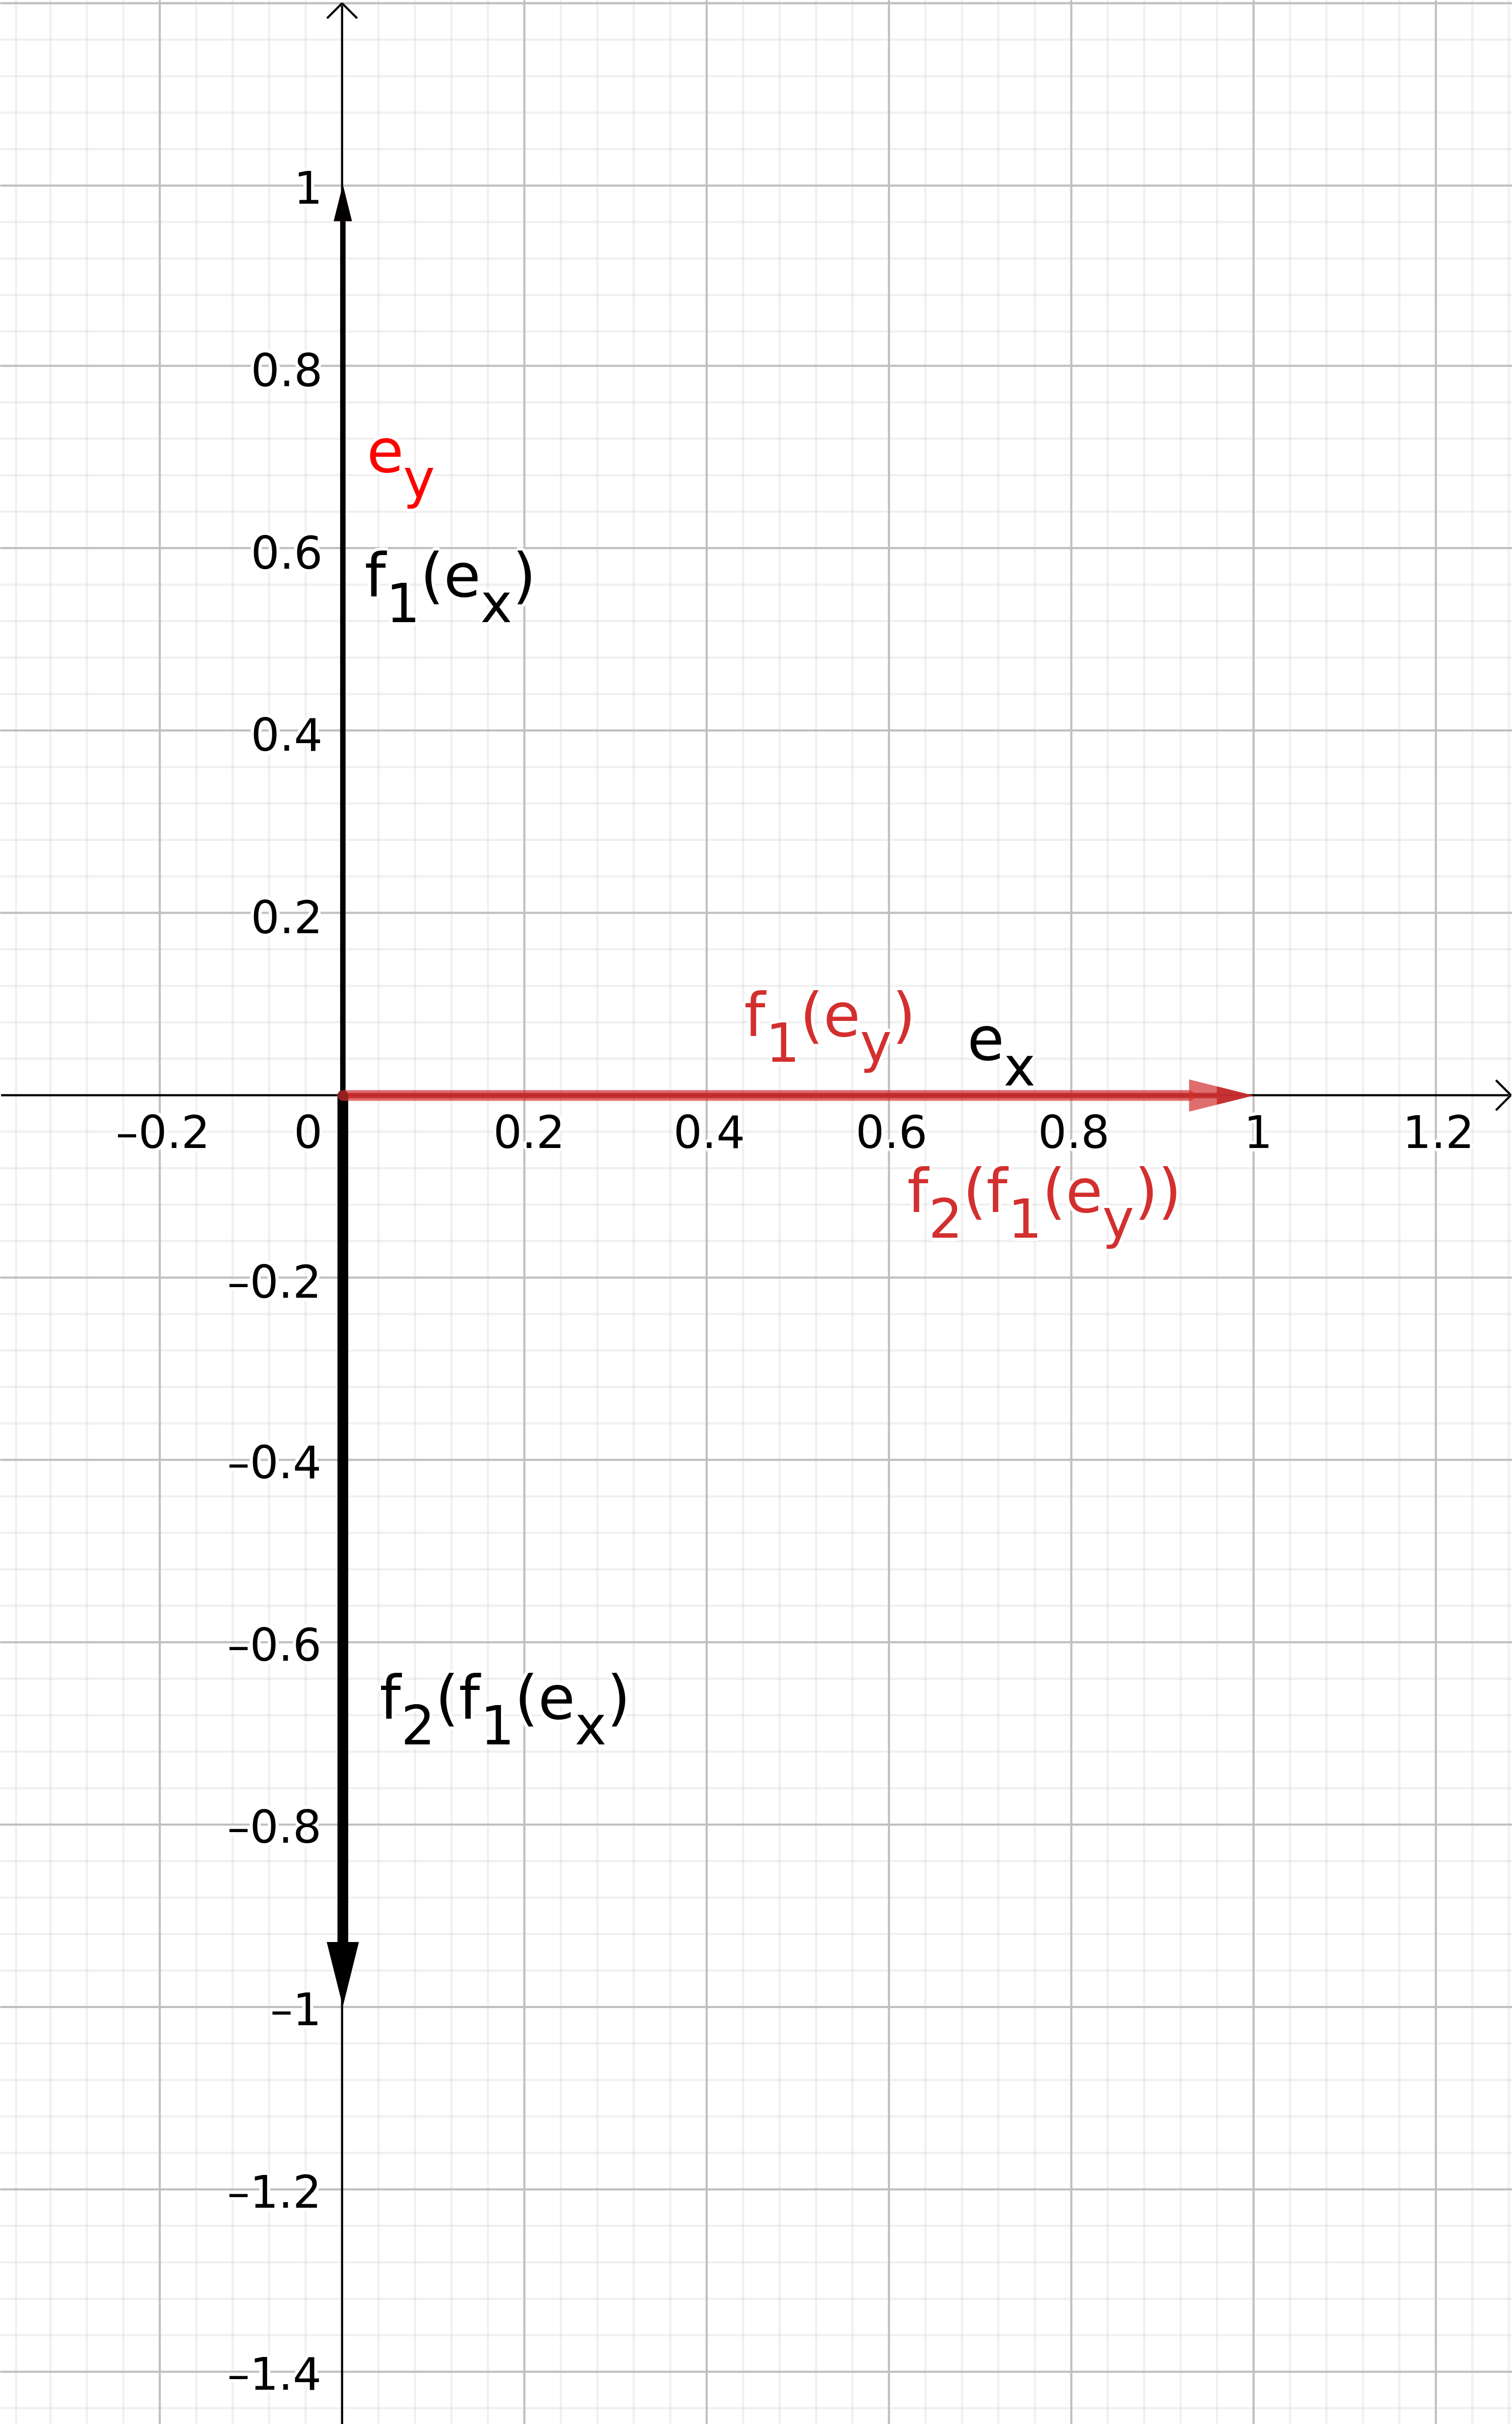 1
0.8
e_y
0.6
f_1(e_x)
0.4
0.2
f_1(e_y)
e_x
–0.2 0 0.2 0.4 0.6 0.8 1 1.2
f_2(f_1(e_y))
–0.2
–0.4
–0.6
f_2(f_1(e_x)
–0.8
–1
–1.2
–1.4